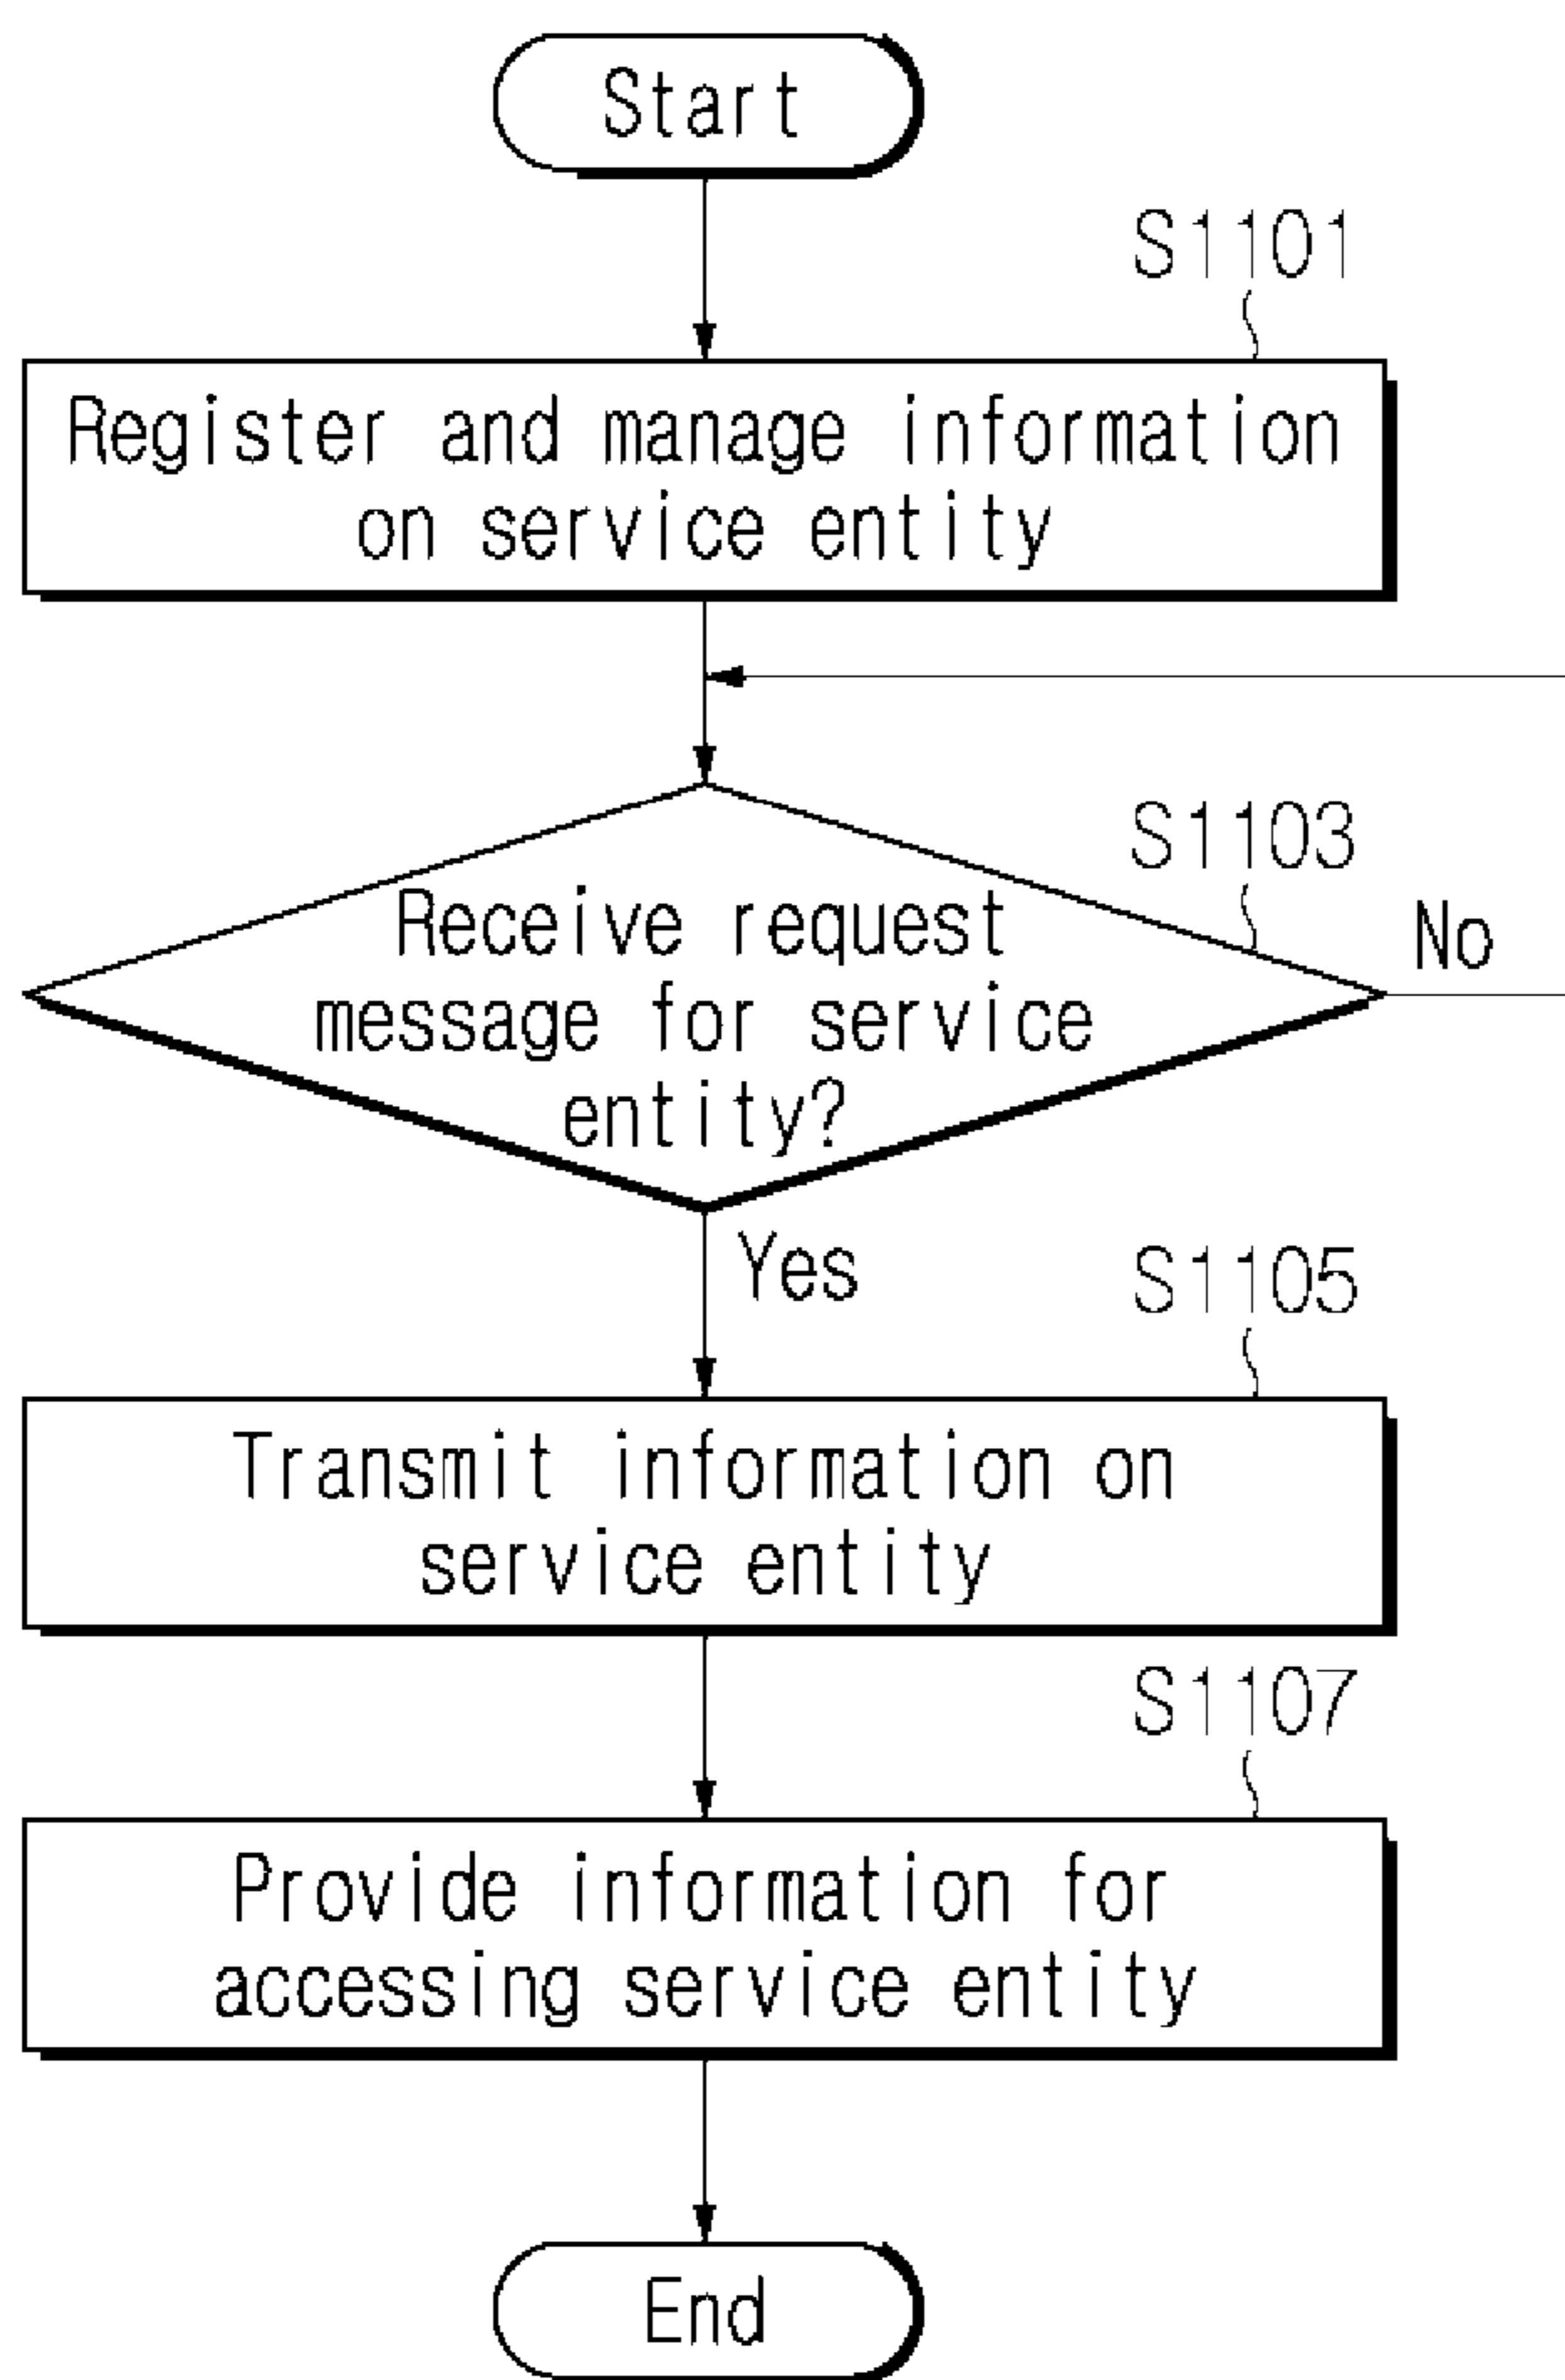 Start
S1101
Register and manage information
on service entity
S1103
Receive request
message for service
entity?
No
Yes
S1105
Transmit information on
service entity
S1107
Provide information for
accessing service entity
End